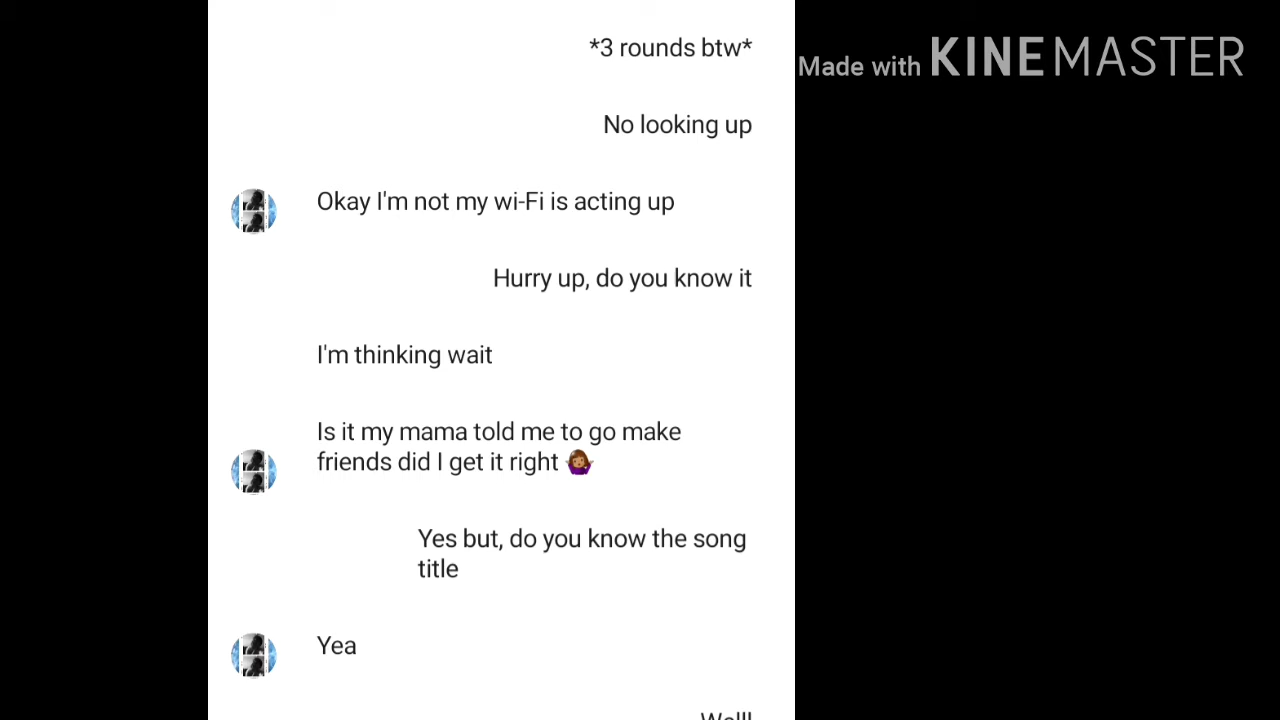 *3 rounds btw*
Made with KINEMASTER
No looking up
Okay I'm not my wi-Fi is acting up
Hurry up, do you know it
I'm thinking wait
Is it my mama told me to go make
friends did I get it right 🤷🏽‍♀️
Yes but, do you know the song
title
Yea